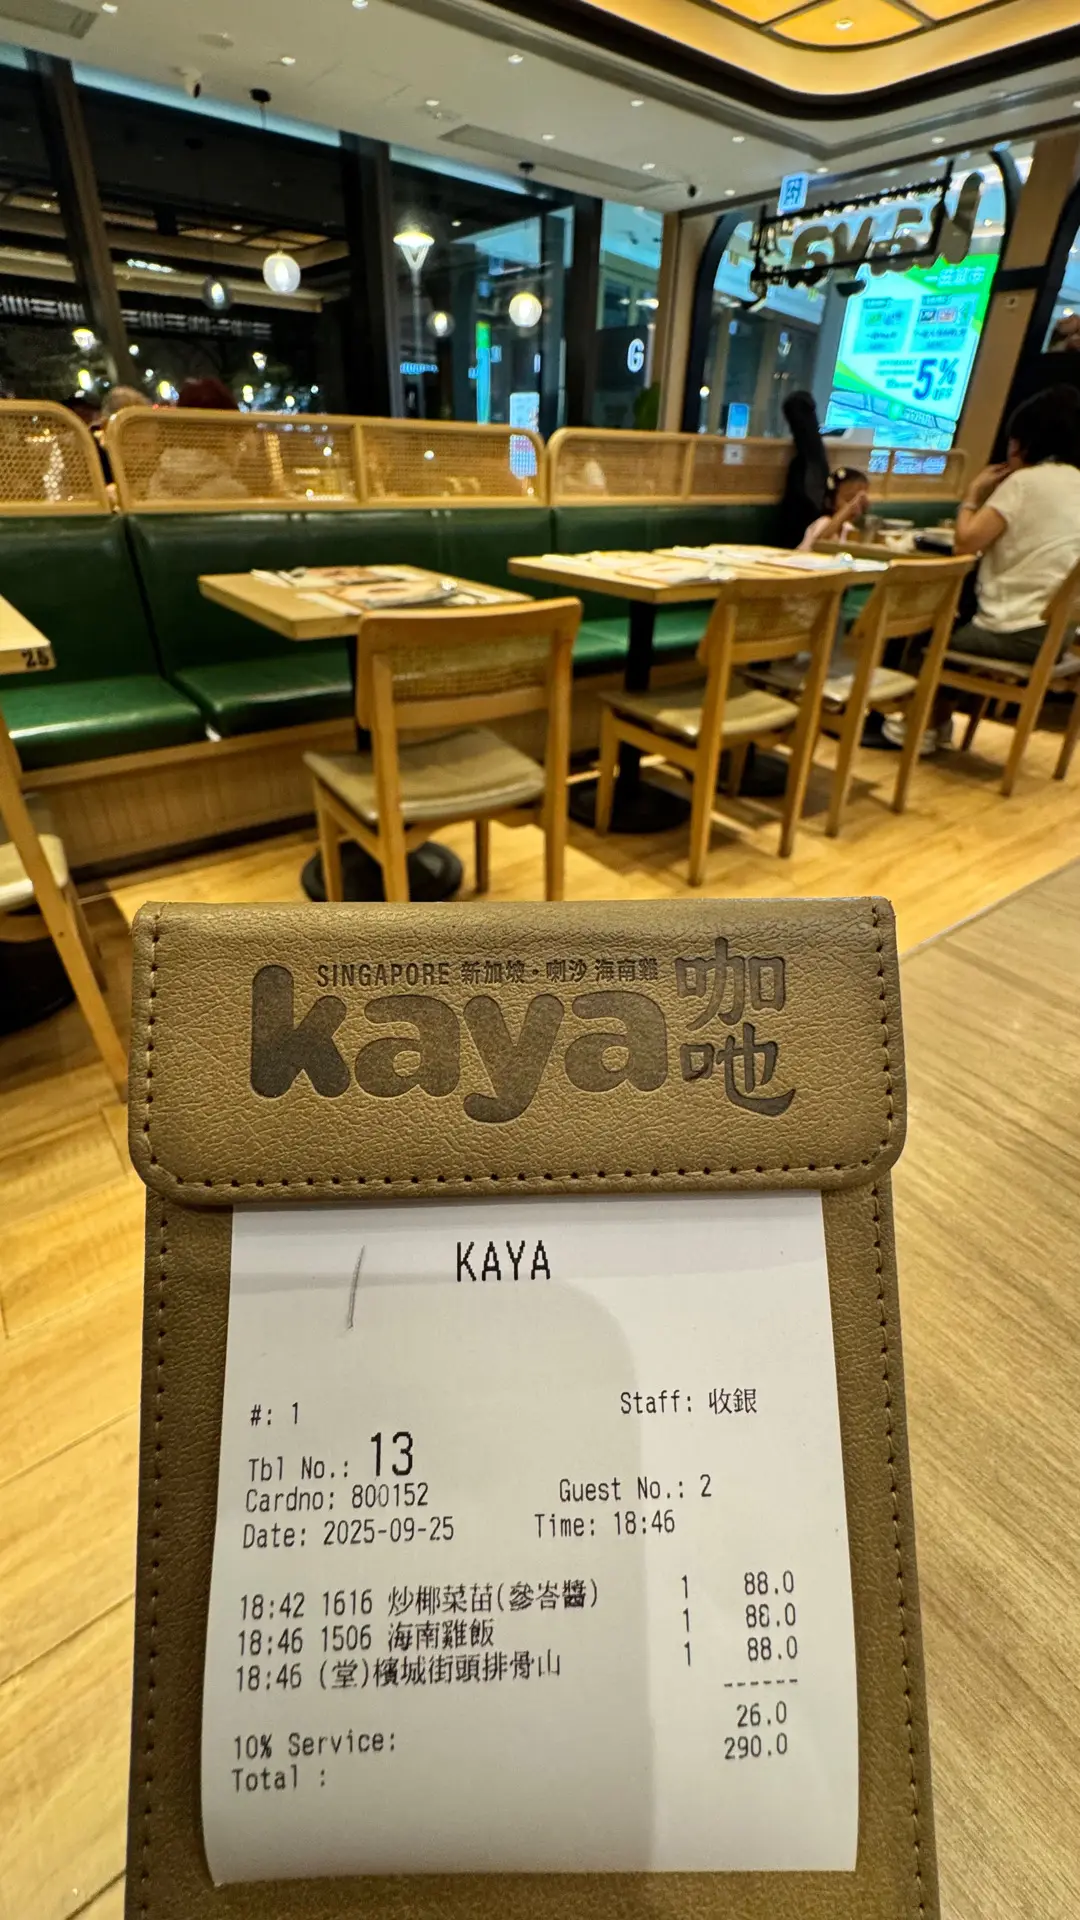 kaya
5%
G
26
SINGAPORE 新加坡·喇沙 海南雞
kaya 咖吔
KAYA
#: 1 Staff: 收銀
Tbl No.: 13
Cardno: 800152 Guest No.: 2
Date: 2025-09-25 Time: 18:46
18:42 1616 炒椰菜苗(參峇醬) 1 88.0
18:46 1506 海南雞飯 1 88.0
18:46 (堂)檳城街頭排骨山 1 88.0
------
10% Service: 26.0
Total : 290.0